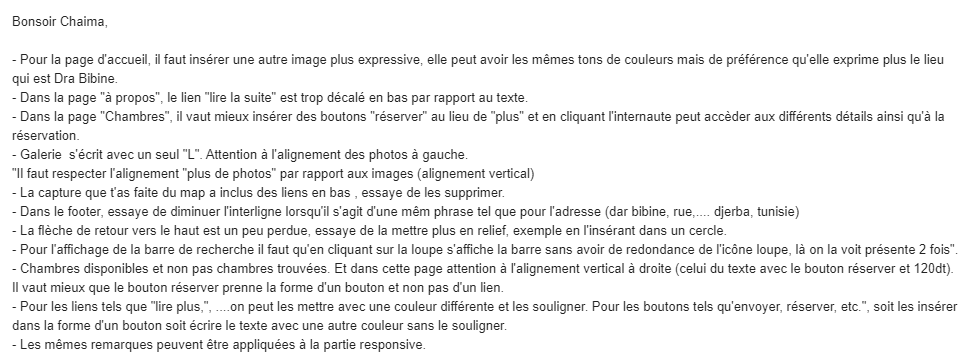 Bonsoir Chaima,
- Pour la page d'accueil, il faut insérer une autre image plus expressive, elle peut avoir les mêmes tons de couleurs mais de préférence qu'elle exprime plus le lieu
qui est Dra Bibine.
- Dans la page "à propos", le lien "lire la suite" est trop décalé en bas par rapport au texte.
- Dans la page "Chambres", il vaut mieux insérer des boutons "réserver" au lieu de "plus" et en cliquant l'internaute peut accèder aux différents détails ainsi qu'à la
réservation.
- Galerie  s'écrit avec un seul "L". Attention à l'alignement des photos à gauche.
"Il faut respecter l'alignement "plus de photos" par rapport aux images (alignement vertical)
- La capture que t'as faite du map a inclus des liens en bas , essaye de les supprimer.
- Dans le footer, essaye de diminuer l'interligne lorsqu'il s'agit d'une mêm phrase tel que pour l'adresse (dar bibine, rue,.... djerba, tunisie)
- La flèche de retour vers le haut est un peu perdue, essaye de la mettre plus en relief, exemple en l'insérant dans un cercle.
- Pour l'affichage de la barre de recherche il faut qu'en cliquant sur la loupe s'affiche la barre sans avoir de redondance de l'icône loupe, là on la voit présente 2 fois".
- Chambres disponibles et non pas chambres trouvées. Et dans cette page attention à l'alignement vertical à droite (celui du texte avec le bouton réserver et 120dt).
Il vaut mieux que le bouton réserver prenne la forme d'un bouton et non pas d'un lien.
- Pour les liens tels que "lire plus,", ....on peut les mettre avec une couleur différente et les souligner. Pour les boutons tels qu'envoyer, réserver, etc.", soit les insérer
dans la forme d'un bouton soit écrire le texte avec une autre couleur sans le souligner.
- Les mêmes remarques peuvent être appliquées à la partie responsive.